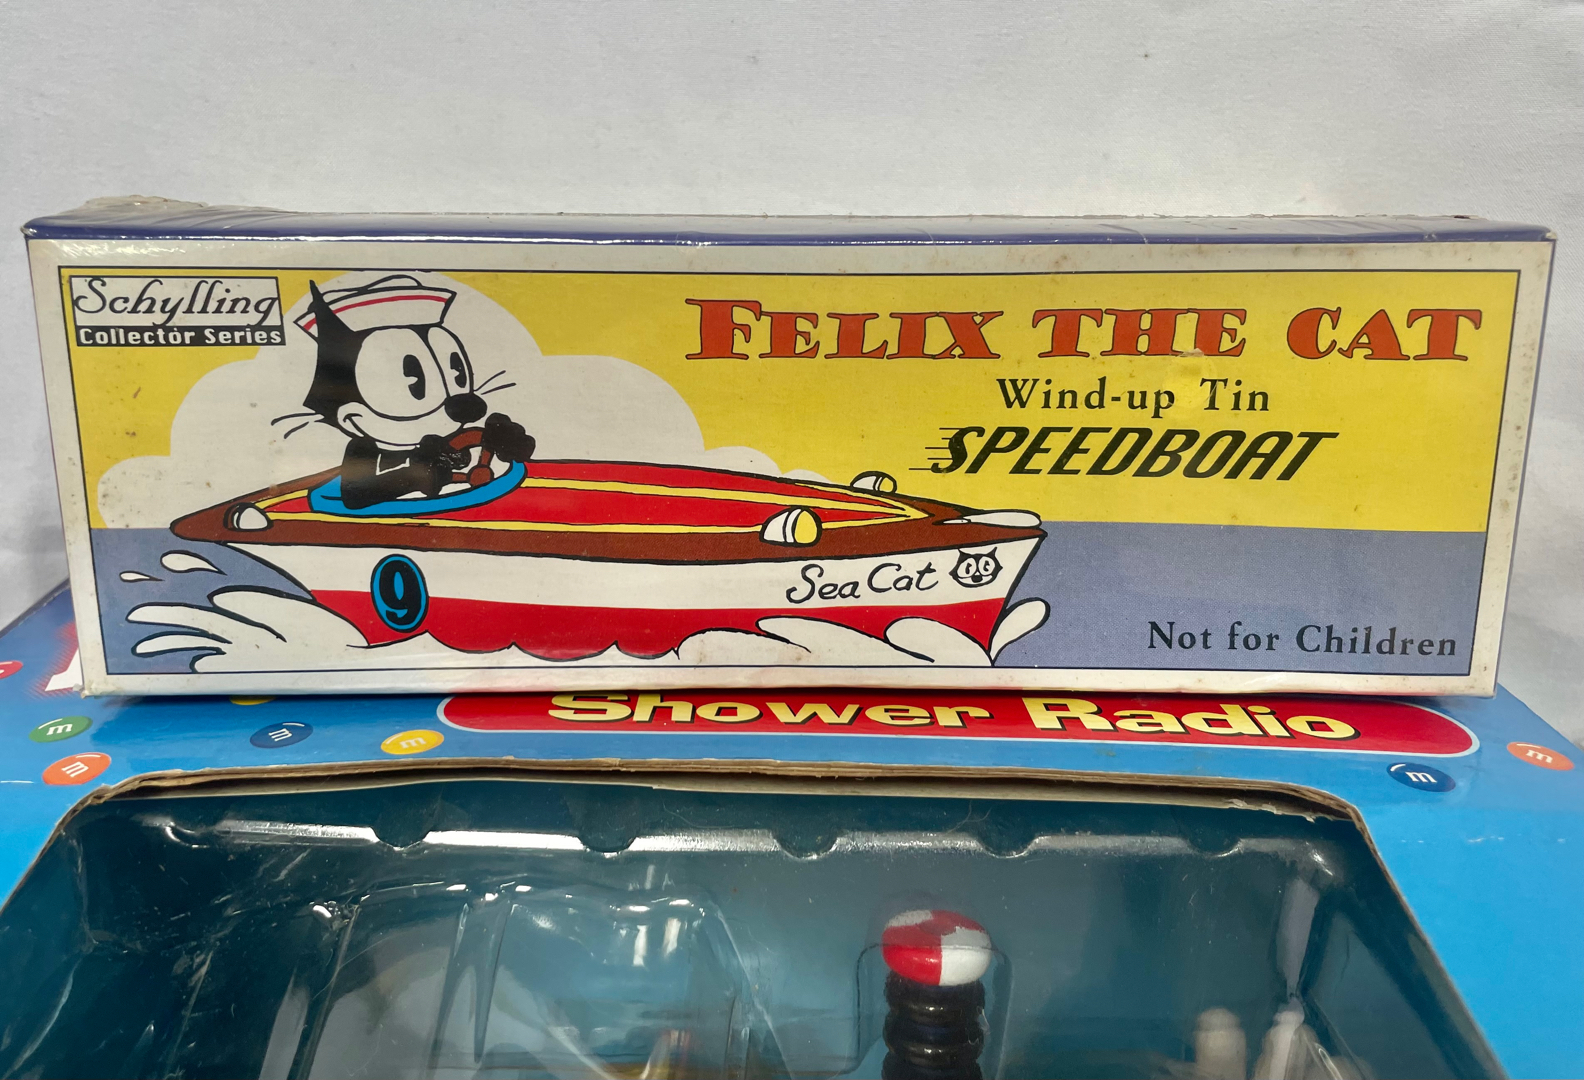 Schylling
Collector Series
FELIX THE CAT
Wind-up Tin
SPEEDBOAT
9
Sea Cat
Not for Children
Shower Radio
m
m
m
m
m
m